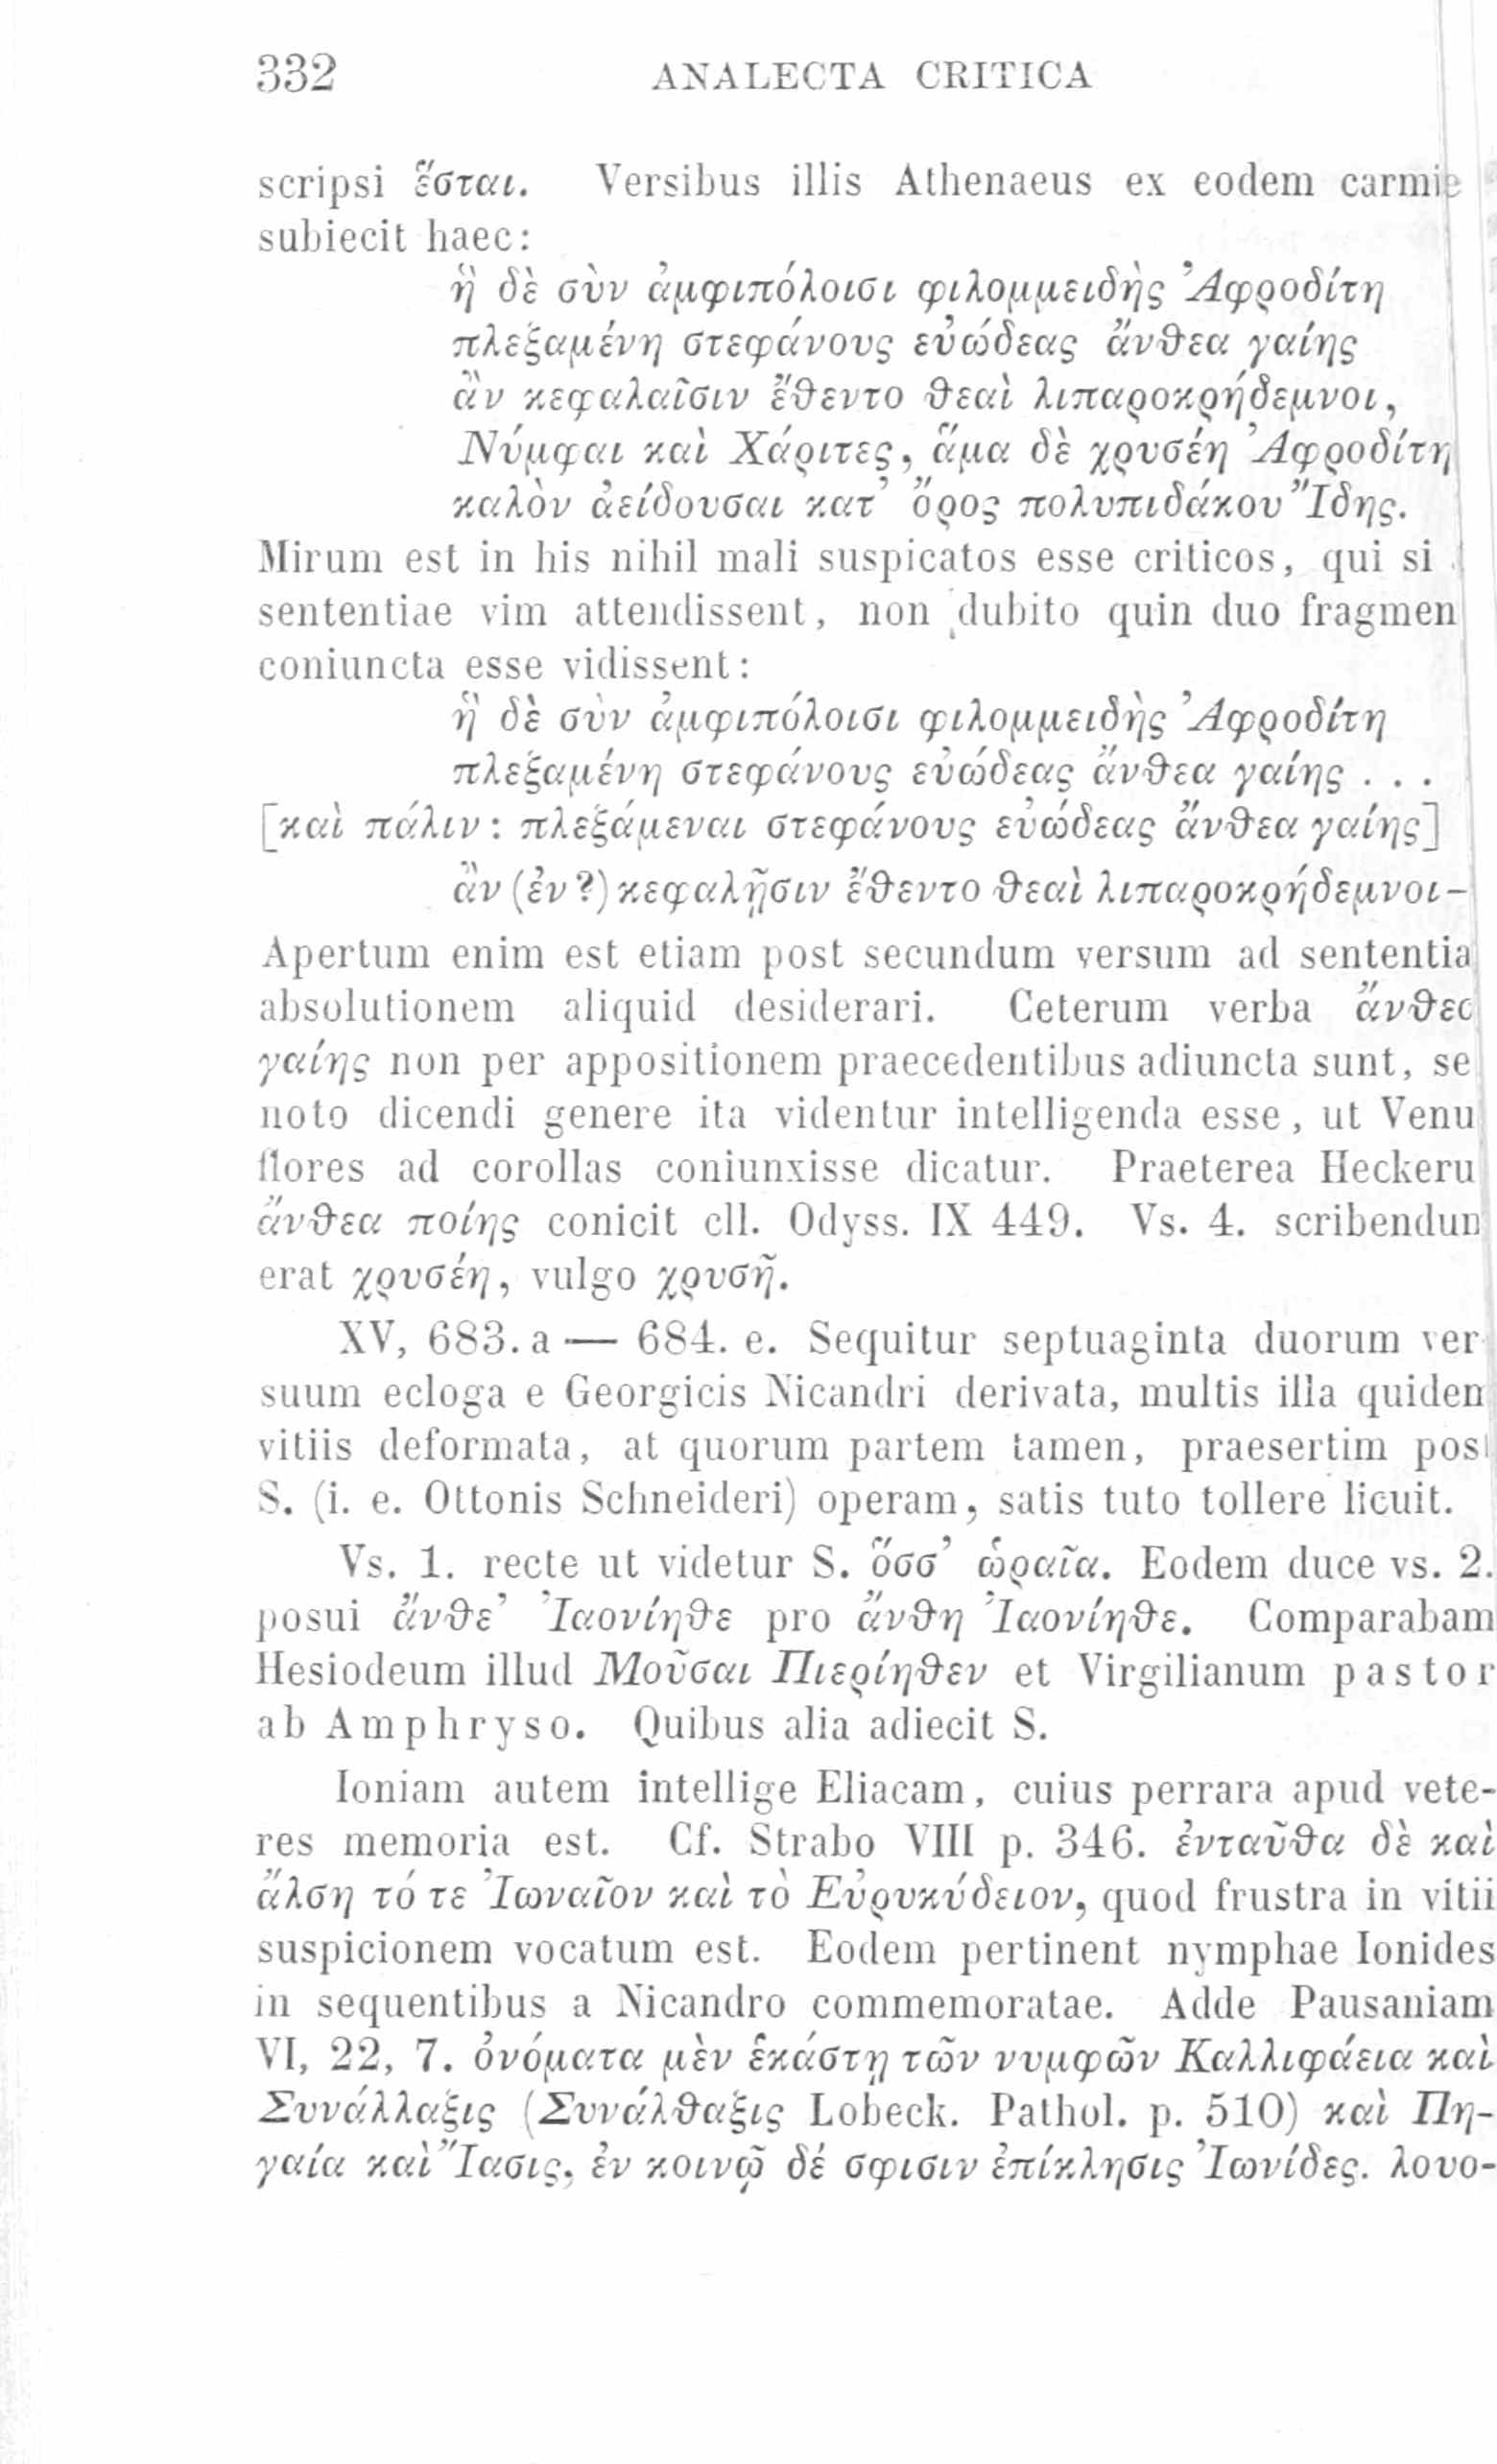 332 ANALECTA CRITICA
scripsi ἔσται. Versibus illis Athenaeus ex eodem
subiecit haec:
ἣ δὲ σὺν ἀμφιπόλοισι φιλομμειδὴς Ἀφροδίτη
πλεξαμένη στεφάνους εὐώδεας ἄνθεα γαίης
ἂν κεφαλαῖσιν ἔθεντο θεαὶ λιπαροκρήδεμνοι,
Νύμφαι καὶ Χάριτες, ἅμα δὲ χρυσέη Ἀφροδίτη
καλὸν ἀείδουσαι κατ’ ὄρος πολυπιδάκου Ἴδης.
Mirum est in his nihil mali suspicatos esse criticos, qui si
sententiae vim attendissent, non dubito quin duo fragmen
coniuncta esse vidissent:
ἣ δὲ σὺν ἀμφιπόλοισι φιλομμειδὴς Ἀφροδίτη
πλεξαμένη στεφάνους εὐώδεας ἄνθεα γαίης . . .
[καὶ πάλιν: πλεξάμεναι στεφάνους εὐώδεας ἄνθεα γαίης]
ἂν (ἐν?) κεφαλῇσιν ἔθεντο θεαὶ λιπαροκρήδεμνοι-
Apertum enim est etiam post secundum versum ad sententia
absolutionem aliquid desiderari. Ceterum verba
γαίης non per appositionem praecedentibus adiuncta sunt, se
noto dicendi genere ita videntur intelligenda esse, ut Venu
flores ad corollas coniunxisse dicatur. Praeterea Heckeru
ἄνθεα ποίης conicit cll. Odyss. IX 449. Vs. 4. scribendun
erat χρυσέη, vulgo χρυσῆ.
XV, 683. a — 684. e. Sequitur septuaginta duorum ver
suum ecloga e Georgicis Nicandri derivata, multis illa quidem
vitiis deformata, at quorum partem tamen, praesertim post
S. (i. e. Ottonis Schneideri) operam, satis tuto tollere licuit.
Vs. 1. recte ut videtur S. ὅσσ’ ὡραῖα. Eodem duce vs. 2.
posui ἄνθε’ Ἰαονίηθε pro ἄνθη Ἰαονίηθε. Comparabam
Hesiodeum illud Μοῦσαι Πιερίηθεν et Virgilianum pastor
ab Amphryso. Quibus alia adiecit S.
Ioniam autem intellige Eliacam, cuius perrara apud vete-
res memoria est. Cf. Strabo VIII p. 346. ἐνταῦθα δὲ καὶ
ἄλση τό τε Ἰωναῖον καὶ τὸ Εὐρυκύδειον, quod frustra in vitii
suspicionem vocatum est. Eodem pertinent nymphae Ionides
in sequentibus a Nicandro commemoratae. Adde Pausaniam
VI, 22, 7. ὀνόματα μὲν ἑκάστῃ τῶν νυμφῶν Καλλιφάεια καὶ
Συνάλλαξις (Συνάλθαξις Lobeck. Pathol. p. 510) καὶ Πη-
γαία καὶ Ἴασις, ἐν κοινῷ δέ σφισιν ἐπίκλησις Ἰωνίδες. λουο-